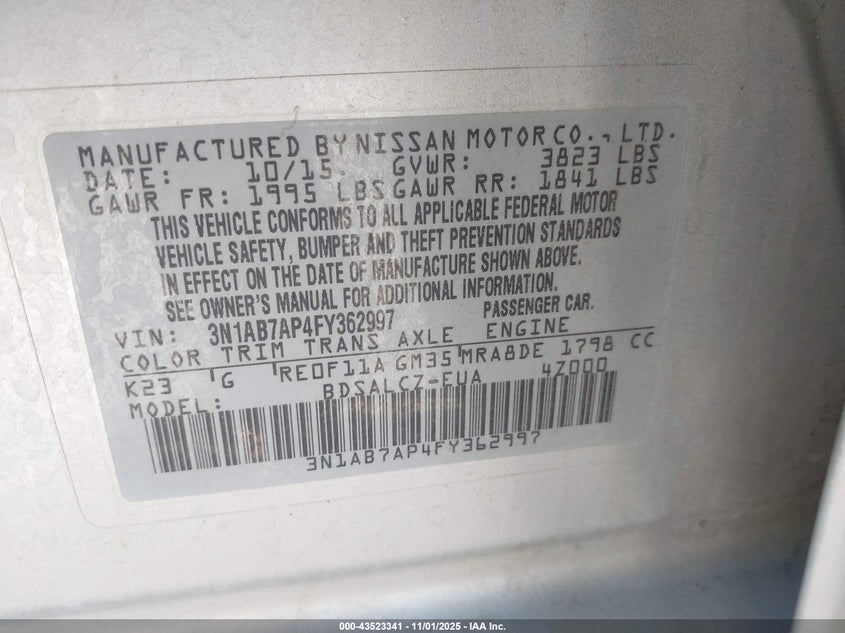 MANUFACTURED BY NISSAN MOTOR CO., LTD.
DATE: 10/15. GVWR: 3823 LBS
GAWR FR: 1995 LBS GAWR RR: 1841 LBS
THIS VEHICLE CONFORMS TO ALL APPLICABLE FEDERAL MOTOR
VEHICLE SAFETY, BUMPER AND THEFT PREVENTION STANDARDS
IN EFFECT ON THE DATE OF MANUFACTURE SHOWN ABOVE.
SEE OWNER'S MANUAL FOR ADDITIONAL INFORMATION.
VIN: 3N1AB7AP4FY362997 PASSENGER CAR.
COLOR TRIM TRANS AXLE ENGINE
K23 G RE0F11A GM35 MRA8DE 1798 CC
MODEL: BDSALCZ-EUA 4Z000
3N1AB7AP4FY362997
000-43523341 - 11/01/2025 - IAA Inc.